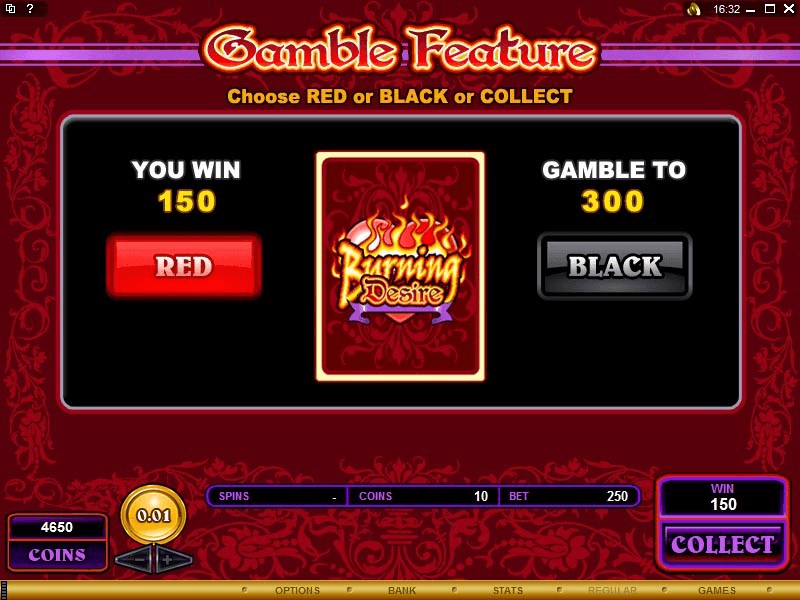 ?
16:32
Gamble Feature
Choose RED or BLACK or COLLECT
YOU WIN
150
GAMBLE TO
300
RED
BLACK
Burning
Desire
SPINS - COINS 10 BET 250
WIN
150
0.01
4650
COINS
- +
COLLECT
OPTIONS BANK STATS REGULAR GAMES